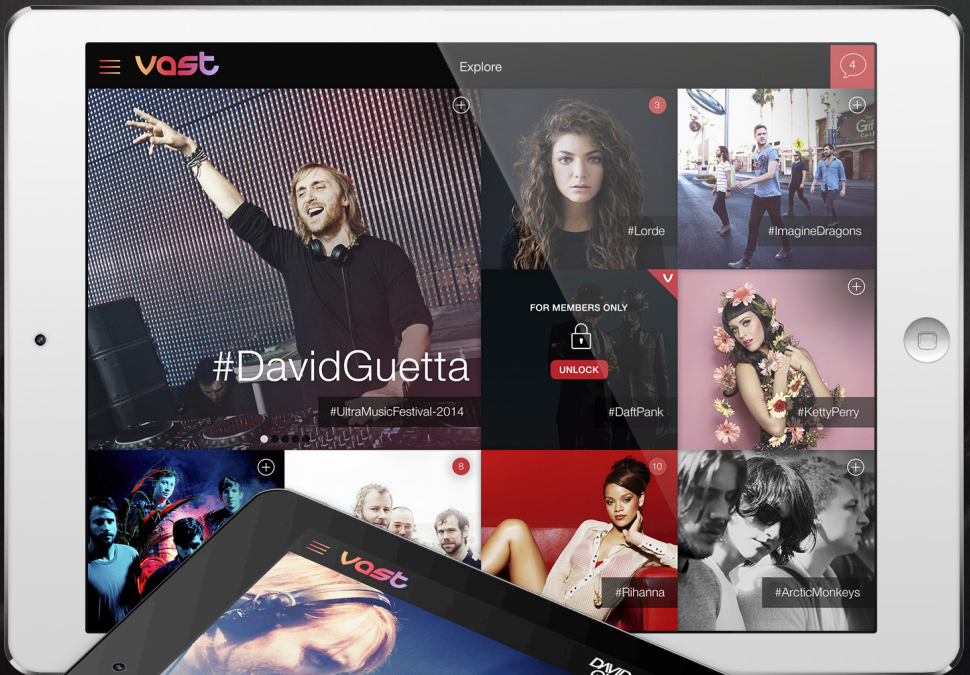 vast
Explore
4
3
#Lorde
#ImagineDragons
#DavidGuetta
#UltraMusicFestival-2014
FOR MEMBERS ONLY
UNLOCK
#DaftPank
#KettyPerry
8
10
#Rihanna
#ArcticMonkeys
vast
DAVID